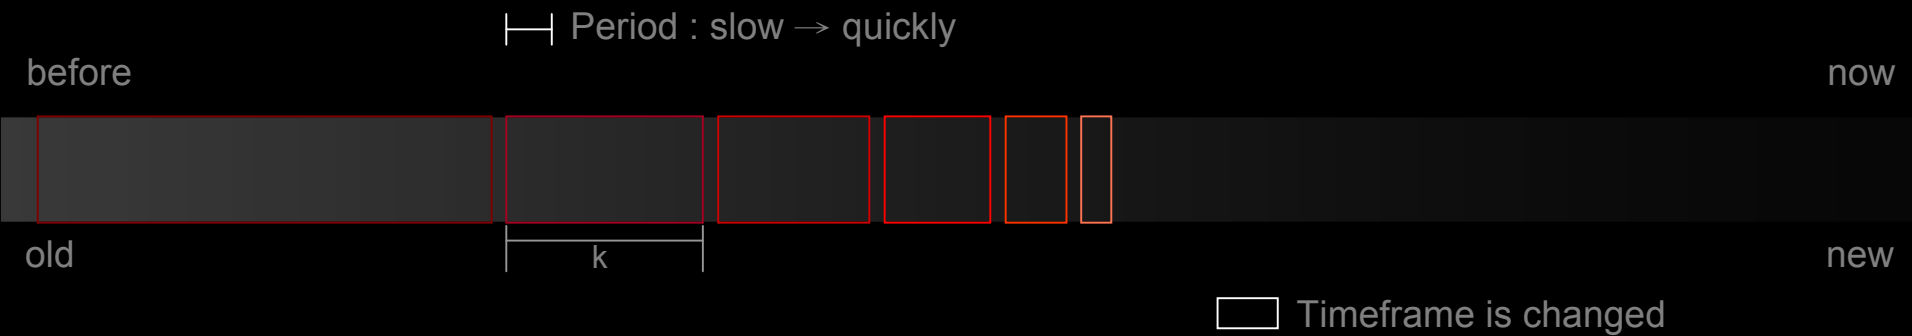 Period : slow → quickly
before
now
k
old
new
Timeframe is changed